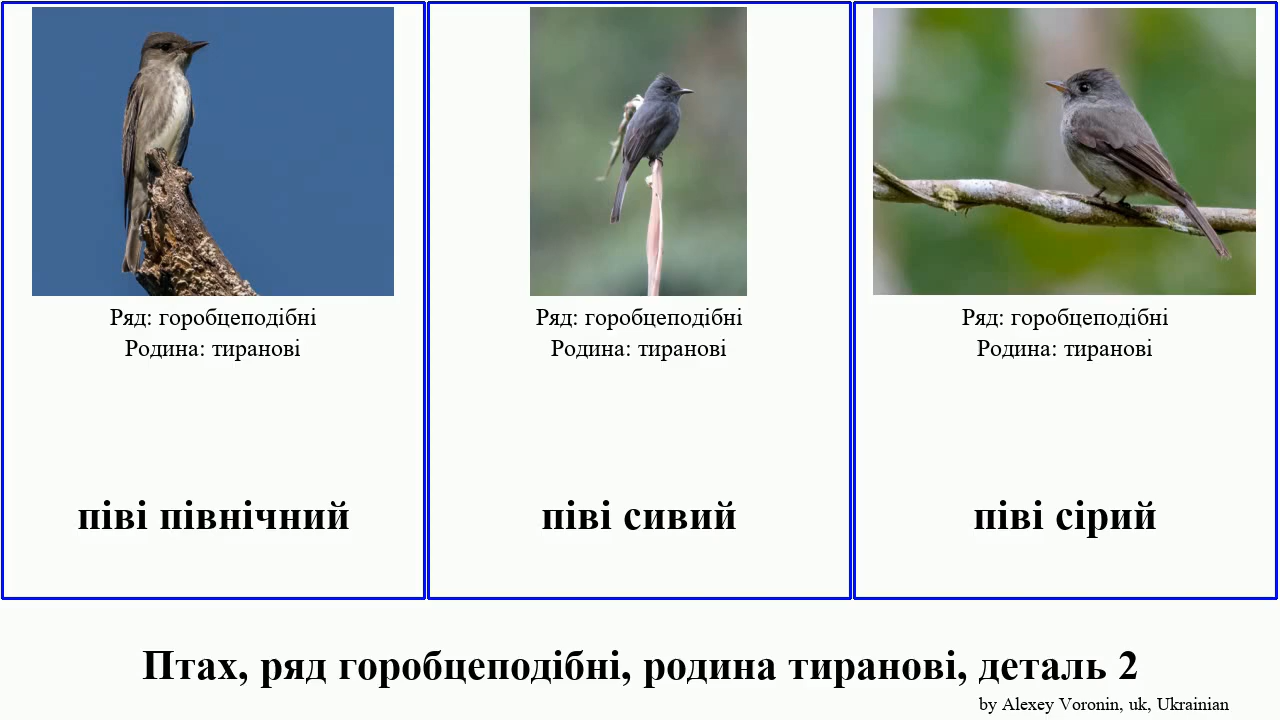 Ряд: горобцеподібні
Родина: тиранові
піві північний
Ряд: горобцеподібні
Родина: тиранові
піві сивий
Ряд: горобцеподібні
Родина: тиранові
піві сірий
Птах, ряд горобцеподібні, родина тиранові, деталь 2
by Alexey Voronin, uk, Ukrainian